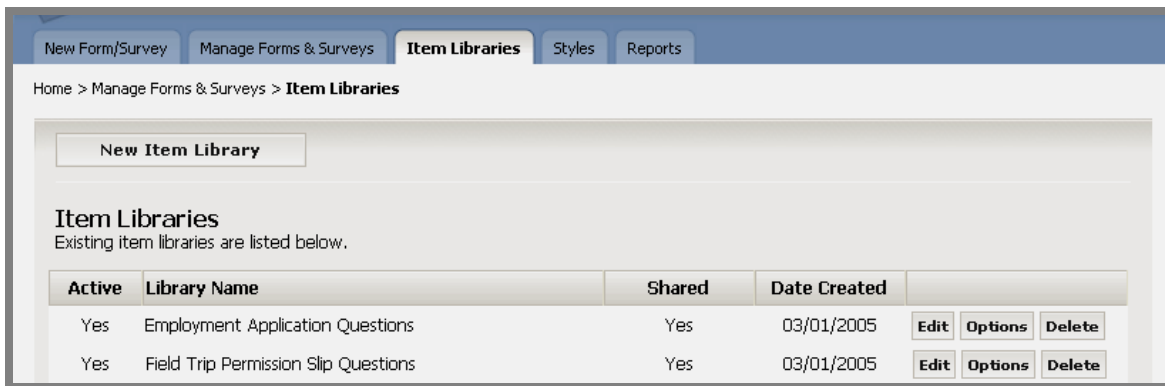 New Form/Survey Manage Forms & Surveys Item Libraries Styles Reports
Home > Manage Forms & Surveys > Item Libraries
New Item Library
Item Libraries
Existing item libraries are listed below.
Active Library Name Shared Date Created
Yes Employment Application Questions Yes 03/01/2005 Edit Options Delete
Yes Field Trip Permission Slip Questions Yes 03/01/2005 Edit Options Delete